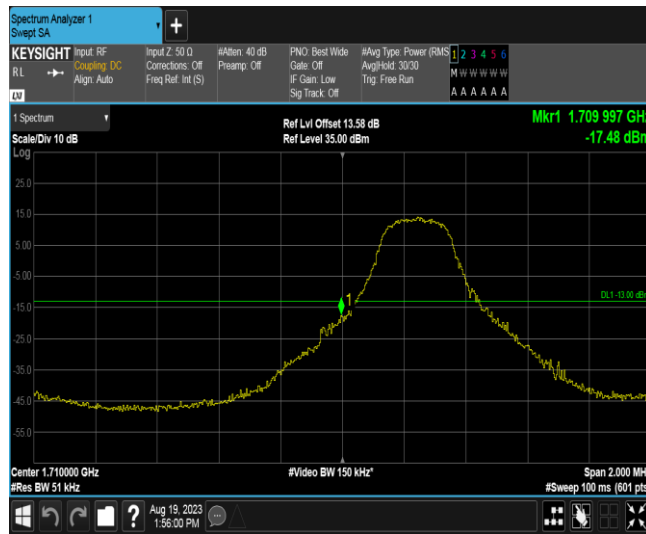 Spectrum Analyzer 1
Swept SA
+
KEYSIGHT
RL
LXI
Input: RF
Coupling: DC
Align: Auto
Input Z: 50 Ω
Corrections: Off
Freq Ref: Int (S)
#Atten: 40 dB
Preamp: Off
PNO: Best Wide
Gate: Off
IF Gain: Low
Sig Track: Off
#Avg Type: Power (RMS
Avg|Hold: 30/30
Trig: Free Run
1 2 3 4 5 6
M W W W W W
A A A A A A
1 Spectrum
Scale/Div 10 dB
Log
Ref Lvl Offset 13.58 dB
Ref Level 35.00 dBm
Mkr1 1.709 997 GHz
-17.48 dBm
25.0
15.0
5.00
-5.00
-15.0
-25.0
-35.0
-45.0
-55.0
1
DL1 -13.00 dBm
Center 1.710000 GHz
#Res BW 51 kHz
#Video BW 150 kHz*
Span 2.000 MH
#Sweep 100 ms (601 pts
?
Aug 19, 2023
1:56:00 PM